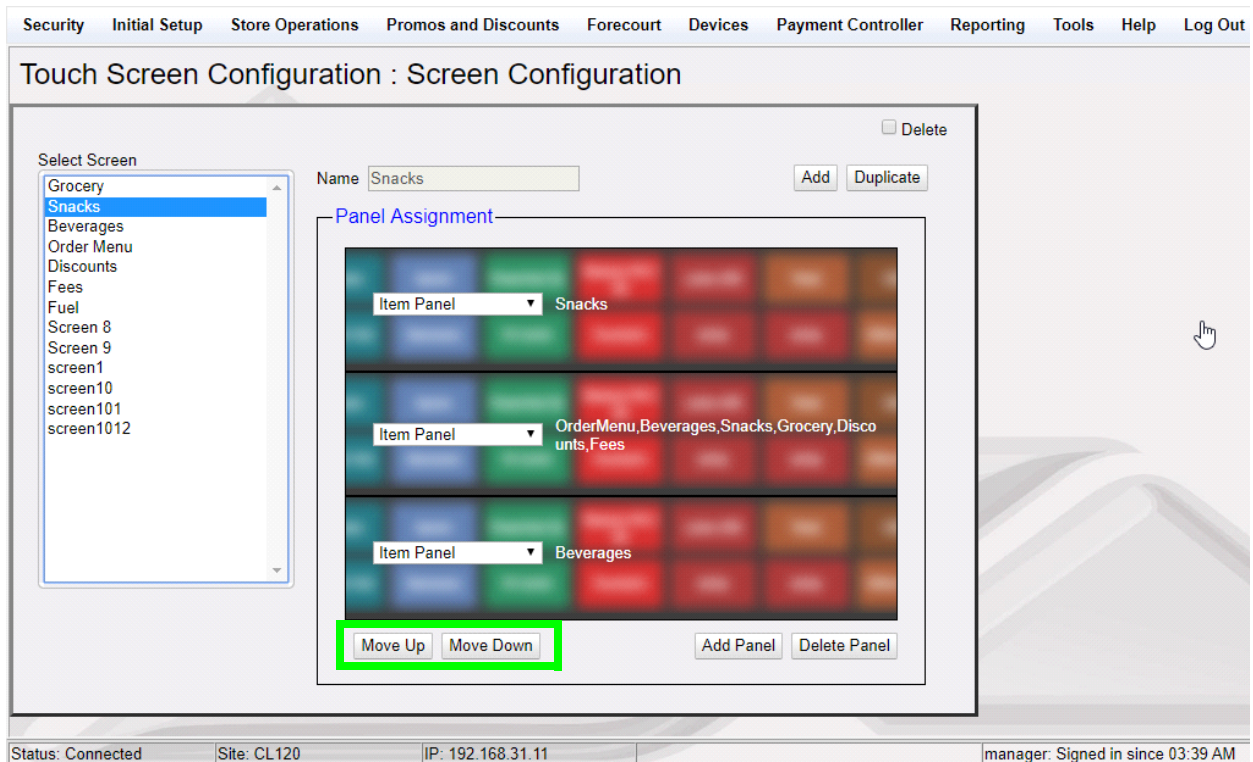 Security Initial Setup Store Operations Promos and Discounts Forecourt Devices Payment Controller Reporting Tools Help Log Out
Touch Screen Configuration : Screen Configuration
Delete
Select Screen
Name Snacks Add Duplicate
Grocery
Snacks
Beverages
Order Menu
Discounts
Fees
Fuel
Screen 8
Screen 9
screen1
screen10
screen101
screen1012
Panel Assignment
Item Panel Snacks
Item Panel OrderMenu,Beverages,Snacks,Grocery,Disco
unts,Fees
Item Panel Beverages
Move Up Move Down Add Panel Delete Panel
Status: Connected Site: CL120 IP: 192.168.31.11 manager: Signed in since 03:39 AM